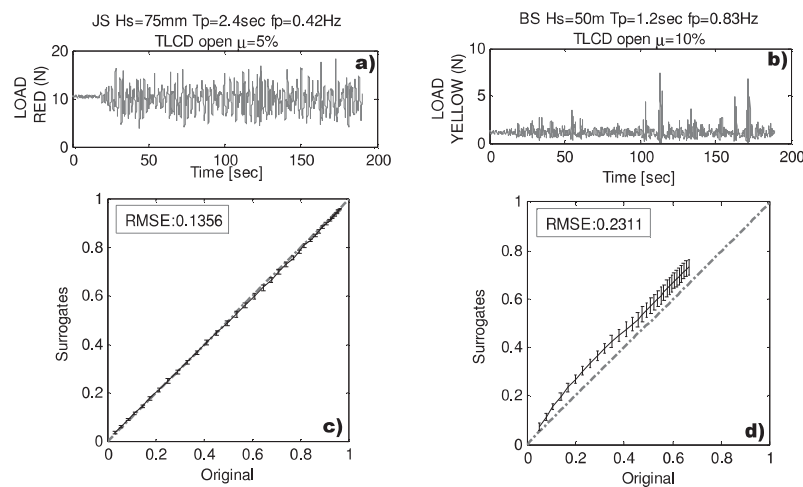 JS Hs=75mm Tp=2.4sec fp=0.42Hz
TLCD open µ=5%
a)
LOAD
RED (N)
20
10
0
0 50 100 150 200
Time [sec]
BS Hs=50m Tp=1.2sec fp=0.83Hz
TLCD open µ=10%
b)
LOAD
YELLOW (N)
10
5
0
0 50 100 150 200
Time [sec]
RMSE:0.1356
Surrogates
1
0.8
0.6
0.4
0.2
0
0 0.2 0.4 0.6 0.8 1
Original
c)
RMSE:0.2311
Surrogates
1
0.8
0.6
0.4
0.2
0
0 0.2 0.4 0.6 0.8 1
Original
d)